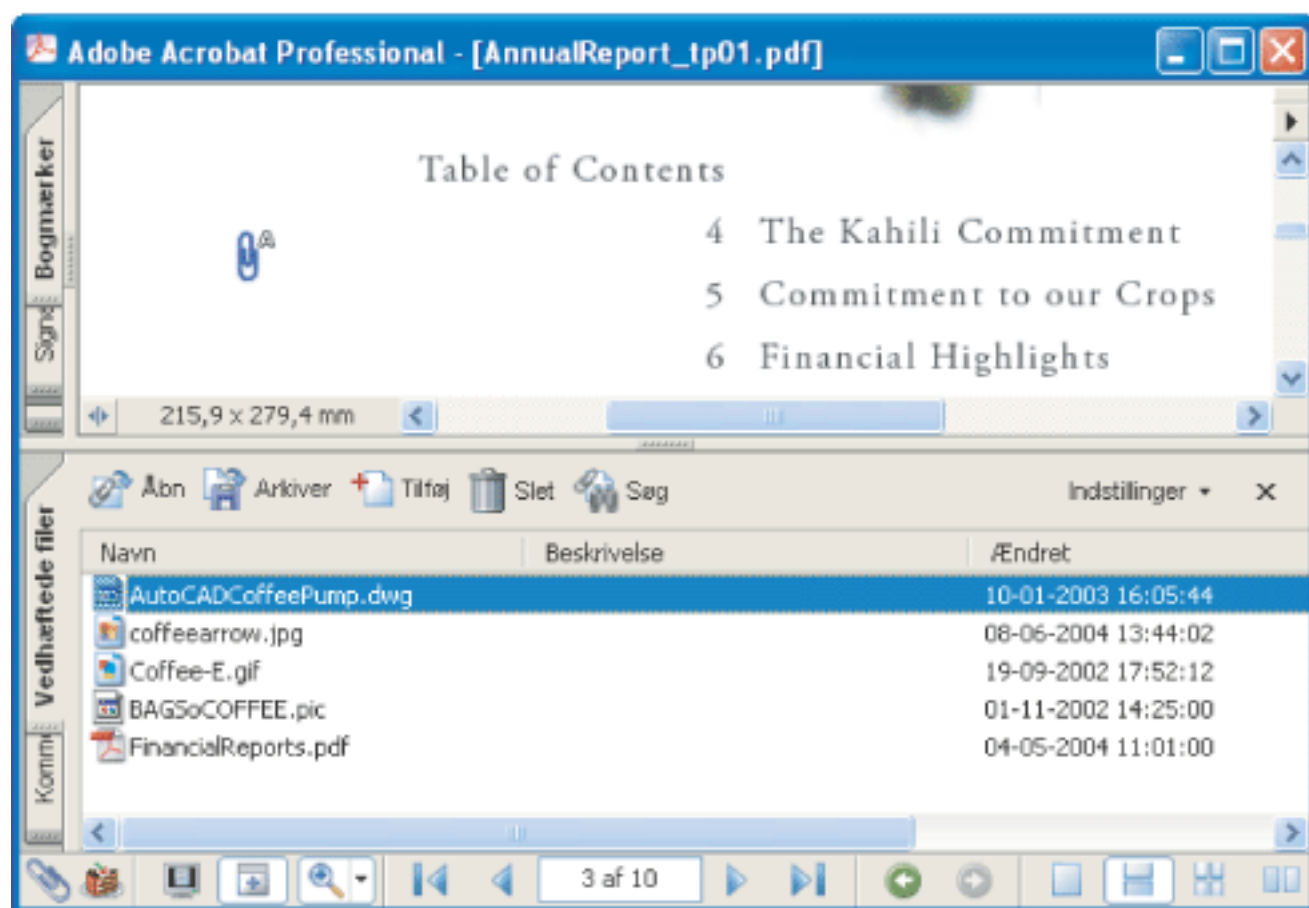 Adobe Acrobat Professional - [AnnualReport_tp01.pdf]
Bogmærker
Table of Contents
4 The Kahili Commitment
5 Commitment to our Crops
6 Financial Highlights
215,9 x 279,4 mm
Vedhæftede filer
Åbn Arkiver Tilføj Slet Søg Indstillinger
Navn Beskrivelse Ændret
AutoCADCoffeePump.dwg 10-01-2003 16:05:44
coffeearrow.jpg 08-06-2004 13:44:02
Coffee-E.gif 19-09-2002 17:52:12
BAGSoCOFFEE.pic 01-11-2002 14:25:00
FinancialReports.pdf 04-05-2004 11:01:00
3 af 10